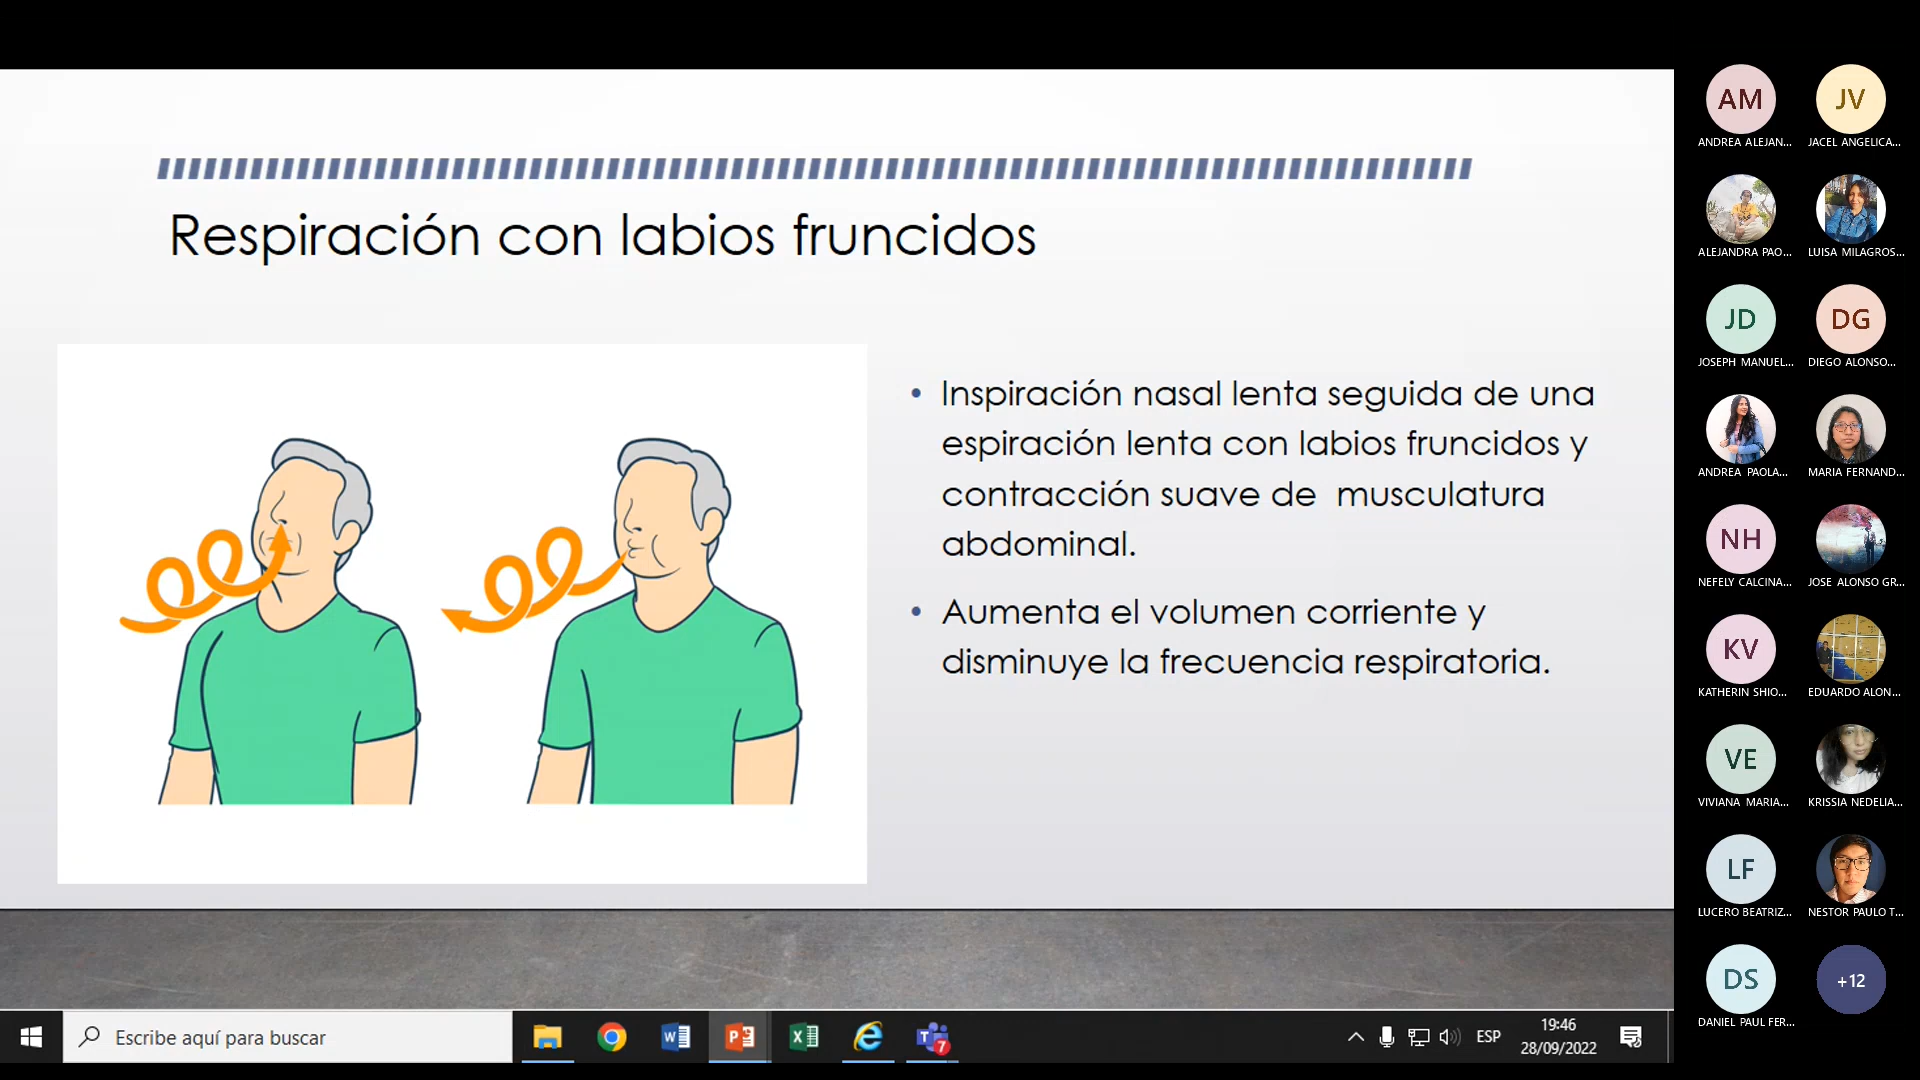 Respiración con labios fruncidos
• Inspiración nasal lenta seguida de una
espiración lenta con labios fruncidos y
contracción suave de musculatura
abdominal.
• Aumenta el volumen corriente y
disminuye la frecuencia respiratoria.
AM
ANDREA ALEJAN...
JV
JACEL ANGELICA...
ALEJANDRA PAO...
LUISA MILAGROS...
JD
JOSEPH MANUEL...
DG
DIEGO ALONSO...
ANDREA PAOLA...
MARIA FERNAND...
NH
NEFELY CALCINA...
JOSE ALONSO GR...
KV
KATHERIN SHIO...
EDUARDO ALON...
VE
VIVIANA MARIA...
KRISSIA NEDELIA...
LF
LUCERO BEATRIZ...
NESTOR PAULO T...
DS
DANIEL PAUL FER...
+12
Escribe aquí para buscar
7
ESP
19:46
28/09/2022